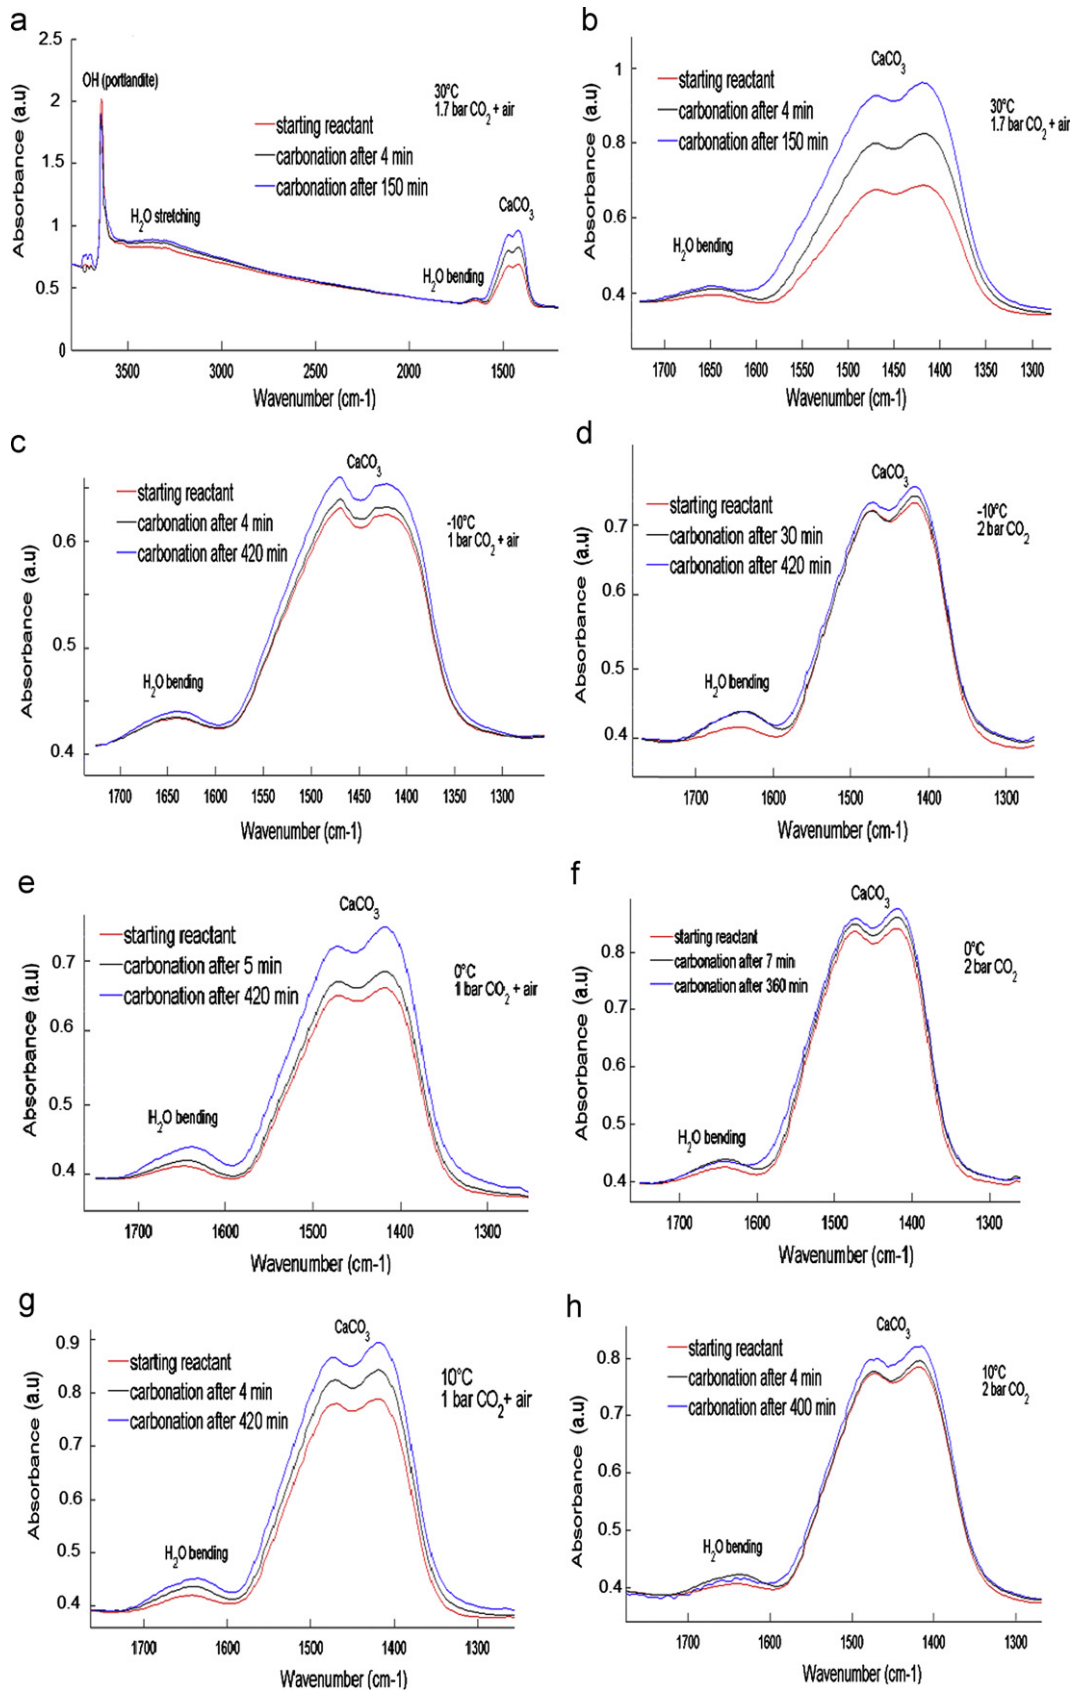 a
2.5
2
1.5
1
0.5
0
Absorbance (a.u)
OH (portlandite)
30°C
1.7 bar CO2 + air
starting reactant
carbonation after 4 min
carbonation after 150 min
H2O stretching
CaCO3
H2O bending
3500 3000 2500 2000 1500
Wavenumber (cm-1)
b
1
0.8
0.6
0.4
Absorbance (a.u)
CaCO3
starting reactant
carbonation after 4 min
carbonation after 150 min
30°C
1.7 bar CO2 + air
H2O bending
1700 1650 1600 1550 1500 1450 1400 1350 1300
Wavenumber (cm-1)
c
0.6
0.5
0.4
Absorbance (a.u)
CaCO3
starting reactant
carbonation after 4 min
carbonation after 420 min
-10°C
1 bar CO2 + air
H2O bending
1700 1650 1600 1550 1500 1450 1400 1350 1300
Wavenumber (cm-1)
d
0.7
0.6
0.5
0.4
Absorbance (a.u)
CaCO3
starting reactant
carbonation after 30 min
carbonation after 420 min
-10°C
2 bar CO2
H2O bending
1700 1600 1500 1400 1300
Wavenumber (cm-1)
e
0.7
0.6
0.5
0.4
Absorbance (a.u)
CaCO3
starting reactant
carbonation after 5 min
carbonation after 420 min
0°C
1 bar CO2 + air
H2O bending
1700 1600 1500 1400 1300
Wavenumber (cm-1)
f
0.8
0.7
0.6
0.5
0.4
Absorbance (a.u)
CaCO3
starting reactant
carbonation after 7 min
carbonation after 360 min
0°C
2 bar CO2
H2O bending
1700 1600 1500 1400 1300
Wavenumber (cm-1)
g
0.9
0.8
0.7
0.6
0.5
0.4
Absorbance (a.u)
CaCO3
starting reactant
carbonation after 4 min
carbonation after 420 min
10°C
1 bar CO2+ air
H2O bending
1700 1600 1500 1400 1300
Wavenumber (cm-1)
h
0.8
0.7
0.6
0.5
0.4
Absorbance (a.u)
CaCO3
starting reactant
carbonation after 4 min
carbonation after 400 min
10°C
2 bar CO2
H2O bending
1700 1600 1500 1400 1300
Wavenumber (cm-1)